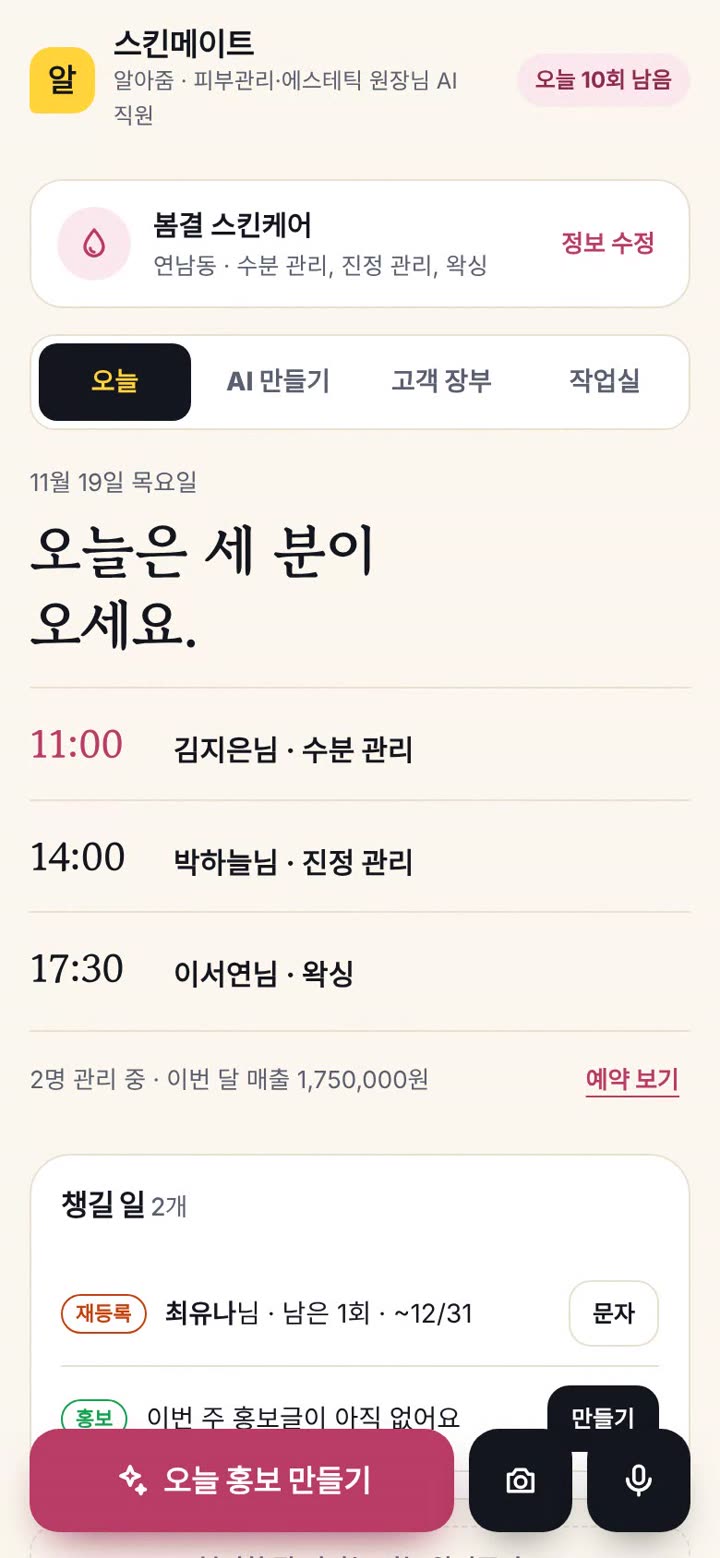 알
스킨메이트
알아줌 · 피부관리·에스테틱 원장님 AI
직원
오늘 10회 남음
봄결 스킨케어
연남동 · 수분 관리, 진정 관리, 왁싱
정보 수정
오늘
AI 만들기
고객 장부
작업실
11월 19일 목요일
오늘은 세 분이
오세요.
11:00 김지은님 · 수분 관리
14:00 박하늘님 · 진정 관리
17:30 이서연님 · 왁싱
2명 관리 중 · 이번 달 매출 1,750,000원
예약 보기
챙길 일 2개
재등록 최유나님 · 남은 1회 · ~12/31
문자
홍보 이번 주 홍보글이 아직 없어요
만들기
오늘 홍보 만들기